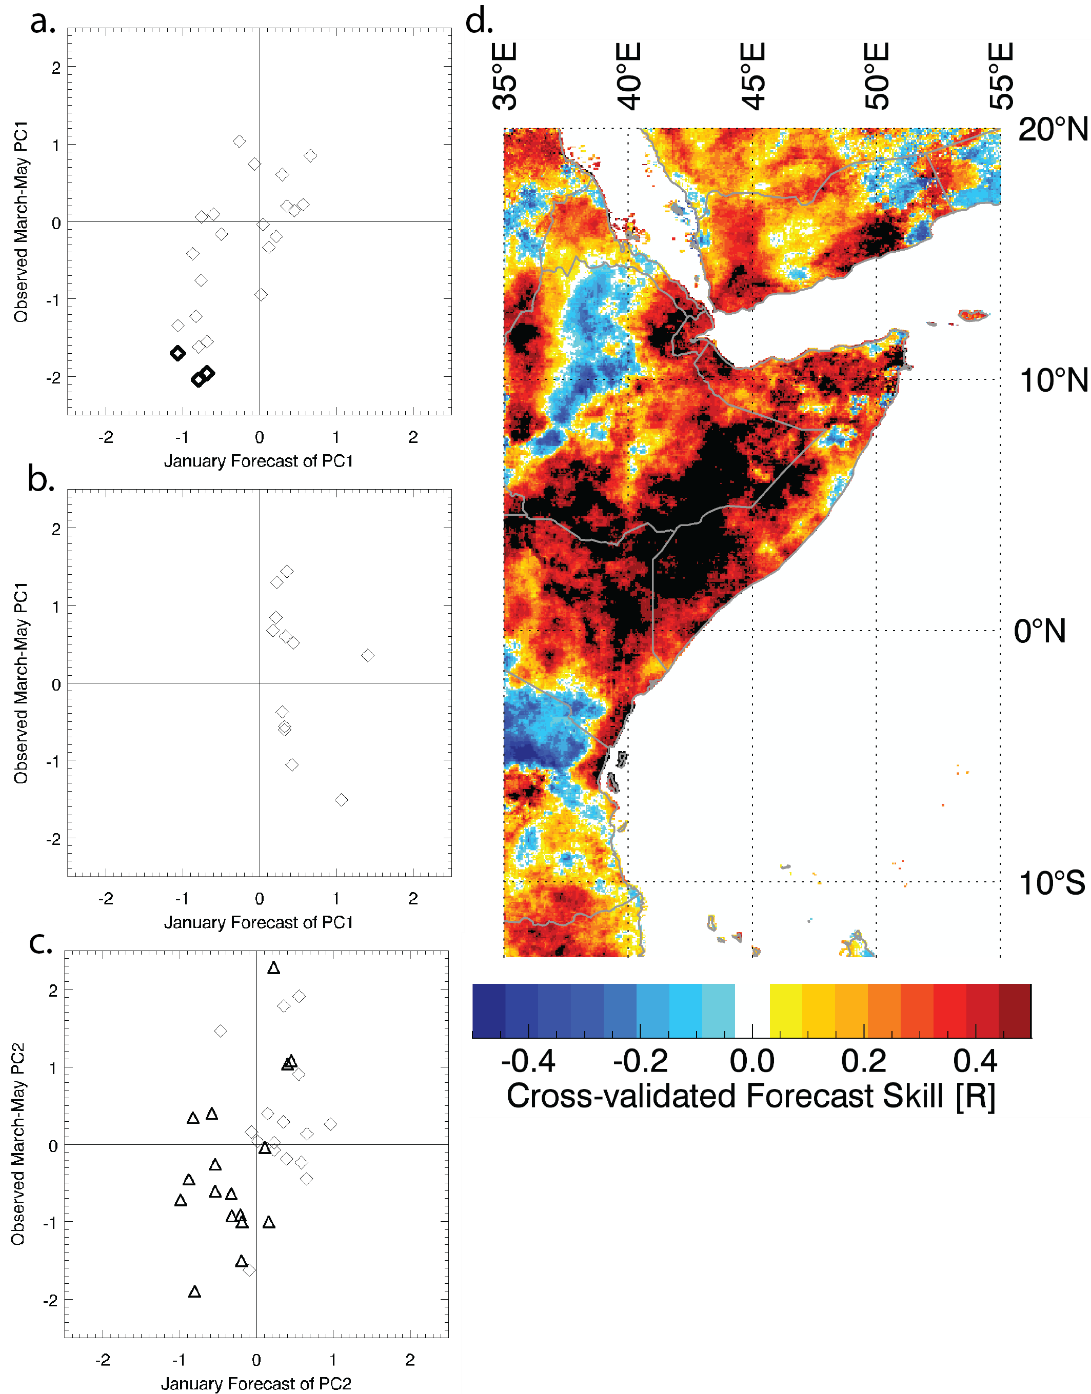 a.
2
1
0
-1
-2
Observed March-May PC1
-2 -1 0 1 2
January Forecast of PC1
b.
2
1
0
-1
-2
Observed March-May PC1
-2 -1 0 1 2
January Forecast of PC1
c.
2
1
0
-1
-2
Observed March-May PC2
-2 -1 0 1 2
January Forecast of PC2
d.
35°E 40°E 45°E 50°E 55°E
20°N
10°N
0°N
10°S
-0.4 -0.2 0.0 0.2 0.4
Cross-validated Forecast Skill [R]